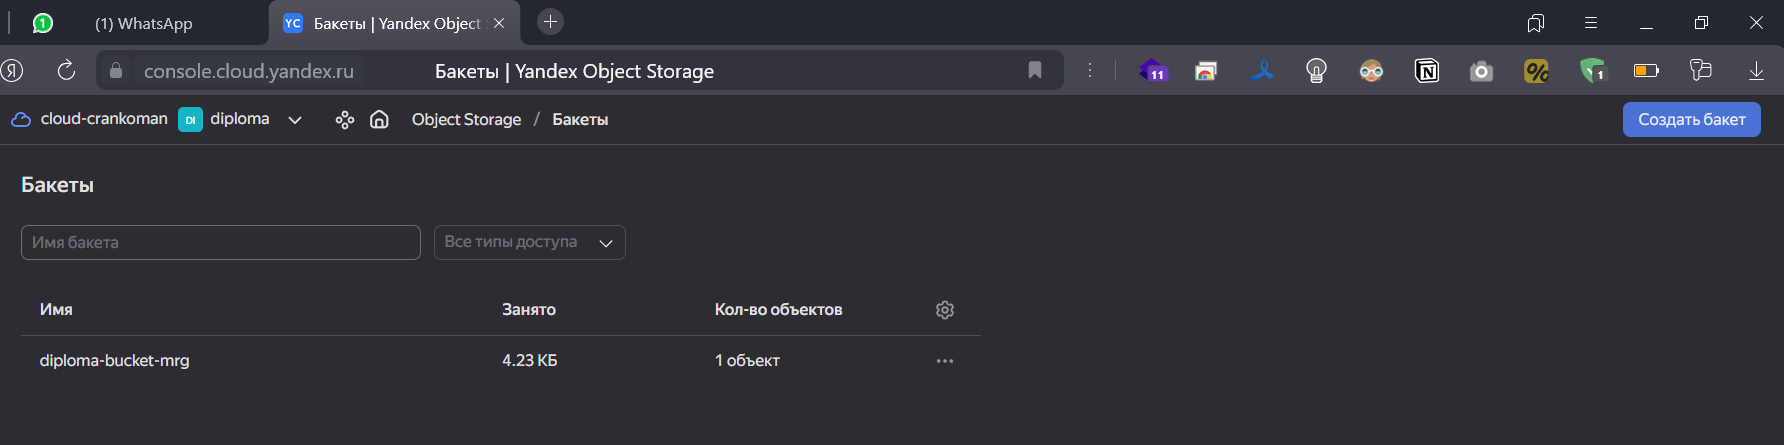 1
(1) WhatsApp
YC Бакеты | Yandex Object
Я
console.cloud.yandex.ru
Бакеты | Yandex Object Storage
11
N
%
1
cloud-crankoman DI diploma
Object Storage / Бакеты
Создать бакет
Бакеты
Имя бакета
Все типы доступа
Имя Занято Кол-во объектов
diploma-bucket-mrg 4.23 КБ 1 объект